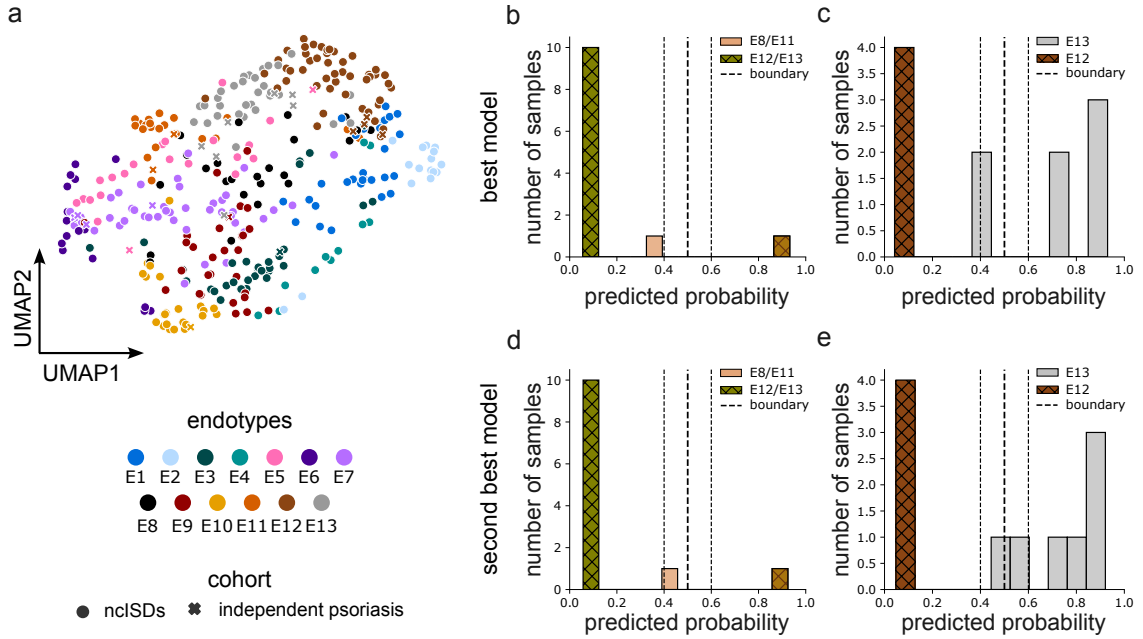 a
UMAP2
UMAP1
endotypes
E1 E2 E3 E4 E5 E6 E7
E8 E9 E10 E11 E12 E13
cohort
ncISDs independent psoriasis
best model
b
number of samples
10
8
6
4
2
0
0.0 0.2 0.4 0.6 0.8 1.0
predicted probability
E8/E11
E12/E13
boundary
c
number of samples
4.0
3.5
3.0
2.5
2.0
1.5
1.0
0.5
0.0
0.0 0.2 0.4 0.6 0.8 1.0
predicted probability
E13
E12
boundary
second best model
d
number of samples
10
8
6
4
2
0
0.0 0.2 0.4 0.6 0.8 1.0
predicted probability
E8/E11
E12/E13
boundary
e
number of samples
4.0
3.5
3.0
2.5
2.0
1.5
1.0
0.5
0.0
0.0 0.2 0.4 0.6 0.8 1.0
predicted probability
E13
E12
boundary